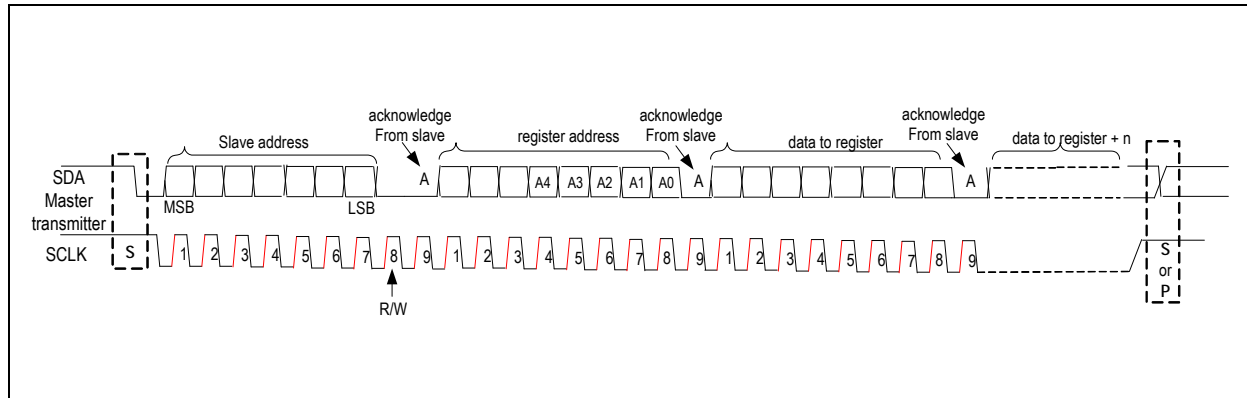 acknowledge
From slave
acknowledge
From slave
acknowledge
From slave
Slave address
register address
data to register
data to register + n
SDA
Master
transmitter
A
A4 A3 A2 A1 A0
A
A
MSB
LSB
SCLK
S
1 2 3 4 5 6 7 8 9 1 2 3 4 5 6 7 8 9 1 2 3 4 5 6 7 8 9
S
or
P
R/W